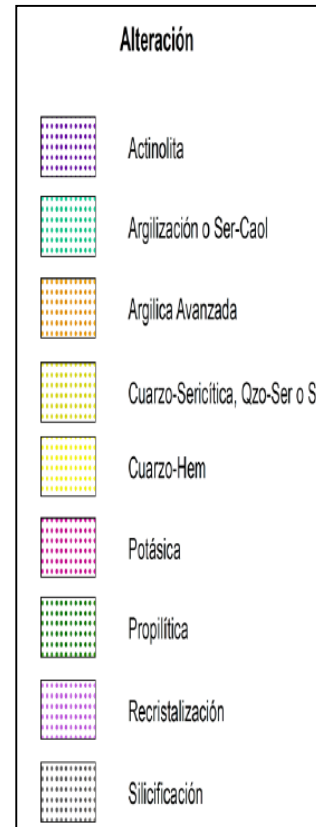 Alteración
Actinolita
Argilización o Ser-Caol
Argilica Avanzada
Cuarzo-Sericítica, Qzo-Ser o S
Cuarzo-Hem
Potásica
Propilítica
Recristalización
Silicificación